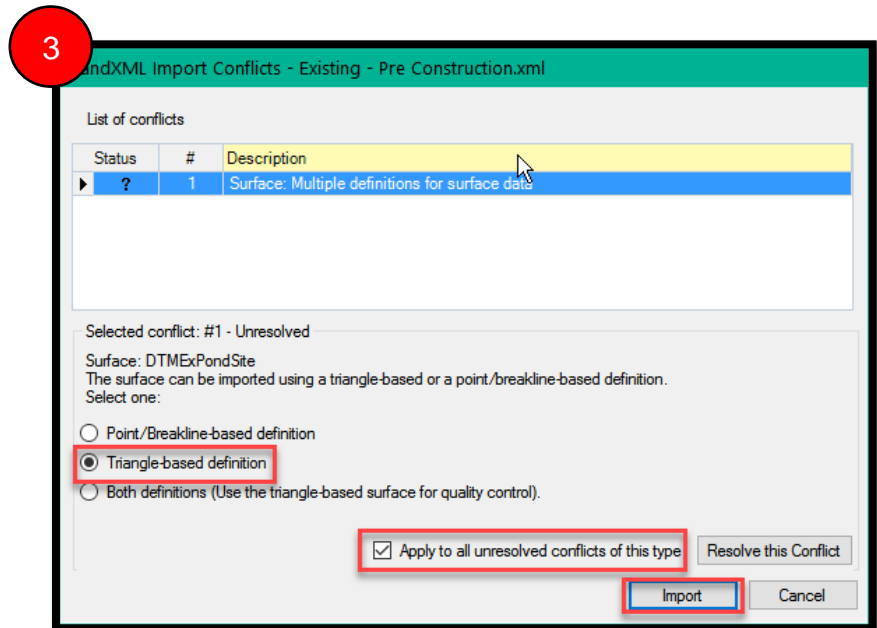 3
andXML Import Conflicts - Existing - Pre Construction.xml
List of conflicts
Status # Description
? 1 Surface: Multiple definitions for surface data
Selected conflict: #1 - Unresolved
Surface: DTMExPondSite
The surface can be imported using a triangle-based or a point/breakline-based definition.
Select one:
Point/Breakline-based definition
Triangle-based definition
Both definitions (Use the triangle-based surface for quality control).
Apply to all unresolved conflicts of this type Resolve this Conflict
Import Cancel